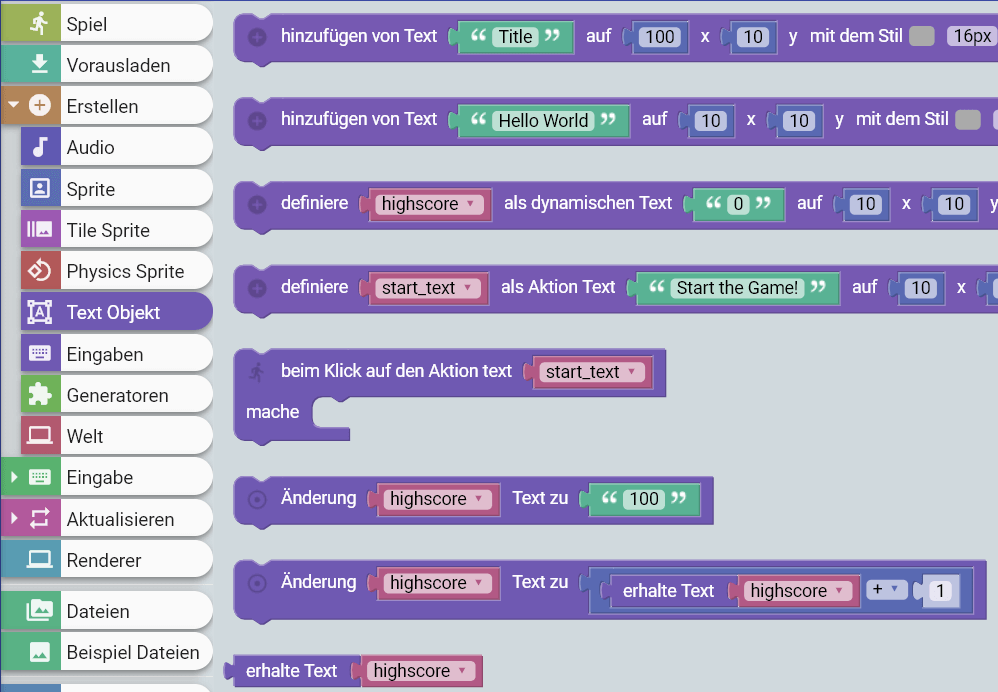 Spiel
Vorausladen
Erstellen
Audio
Sprite
Tile Sprite
Physics Sprite
Text Objekt
Eingaben
Generatoren
Welt
Eingabe
Aktualisieren
Renderer
Dateien
Beispiel Dateien
hinzufügen von Text “ Title ” auf 100 x 10 y mit dem Stil 16px
hinzufügen von Text “ Hello World ” auf 10 x 10 y mit dem Stil
definiere highscore als dynamischen Text “ 0 ” auf 10 x 10 y
definiere start_text als Aktion Text “ Start the Game! ” auf 10 x
beim Klick auf den Aktion text start_text
mache
Änderung highscore Text zu “ 100 ”
Änderung highscore Text zu erhalte Text highscore + 1
erhalte Text highscore